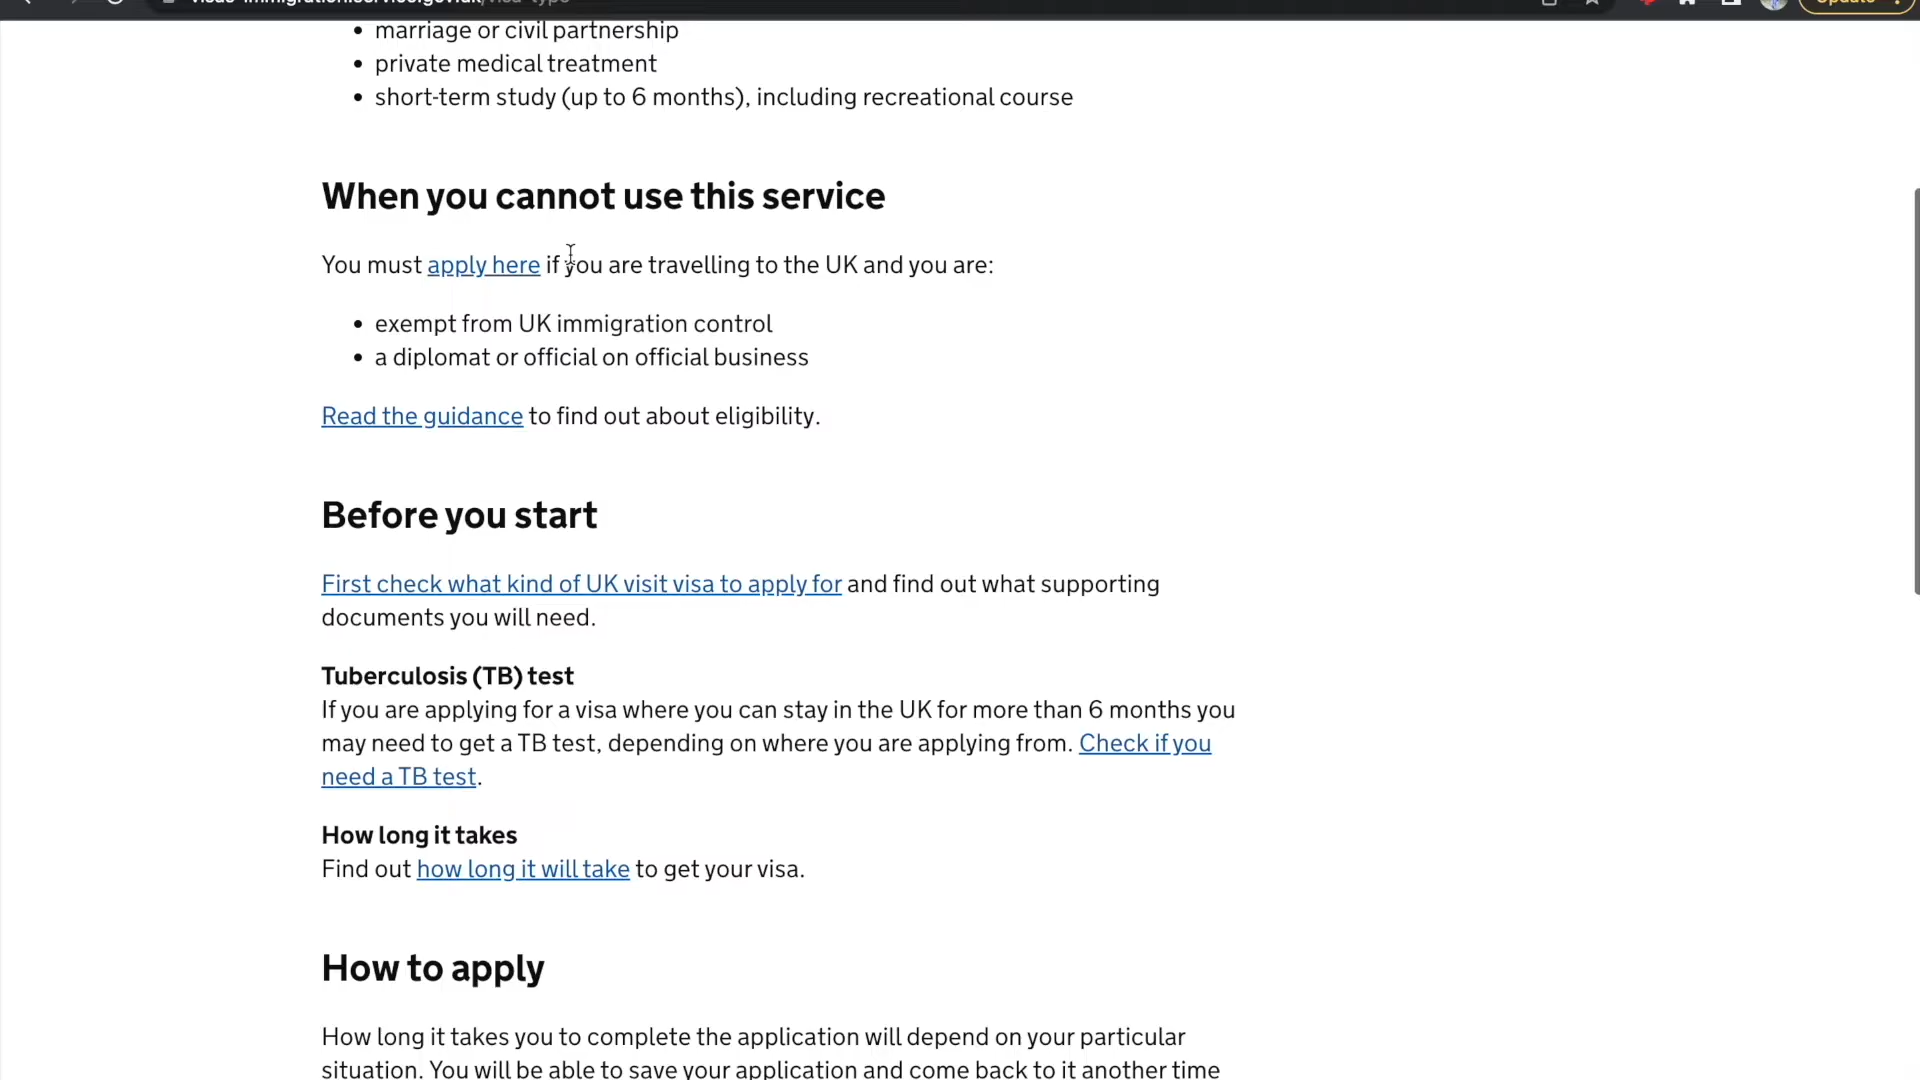 Update
marriage or civil partnership
private medical treatment
short-term study (up to 6 months), including recreational course
When you cannot use this service
You must apply here if you are travelling to the UK and you are:
exempt from UK immigration control
a diplomat or official on official business
Read the guidance to find out about eligibility.
Before you start
First check what kind of UK visit visa to apply for and find out what supporting
documents you will need.
Tuberculosis (TB) test
If you are applying for a visa where you can stay in the UK for more than 6 months you
may need to get a TB test, depending on where you are applying from. Check if you
need a TB test.
How long it takes
Find out how long it will take to get your visa.
How to apply
How long it takes you to complete the application will depend on your particular
situation. You will be able to save your application and come back to it another time